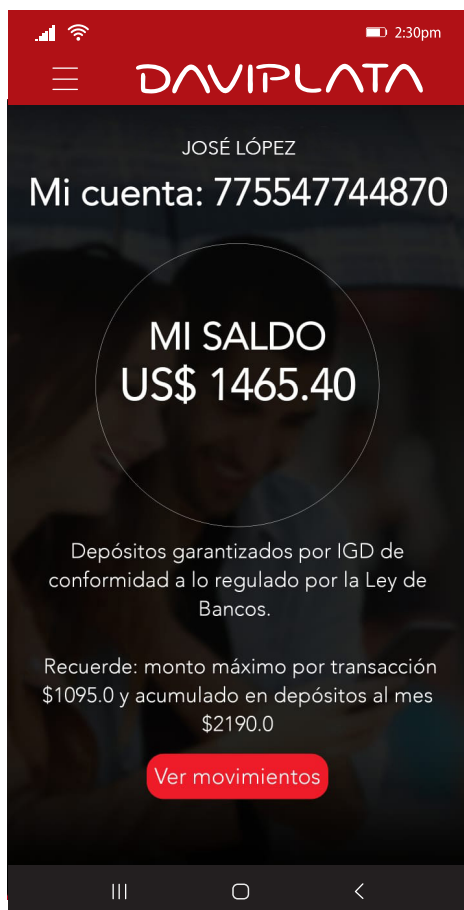 2:30pm
DAVIPLATA
JOSÉ LÓPEZ
Mi cuenta: 775547744870
MI SALDO
US$ 1465.40
Depósitos garantizados por IGD de
conformidad a lo regulado por la Ley de
Bancos.
Recuerde: monto máximo por transacción
$1095.0 y acumulado en depósitos al mes
$2190.0
Ver movimientos